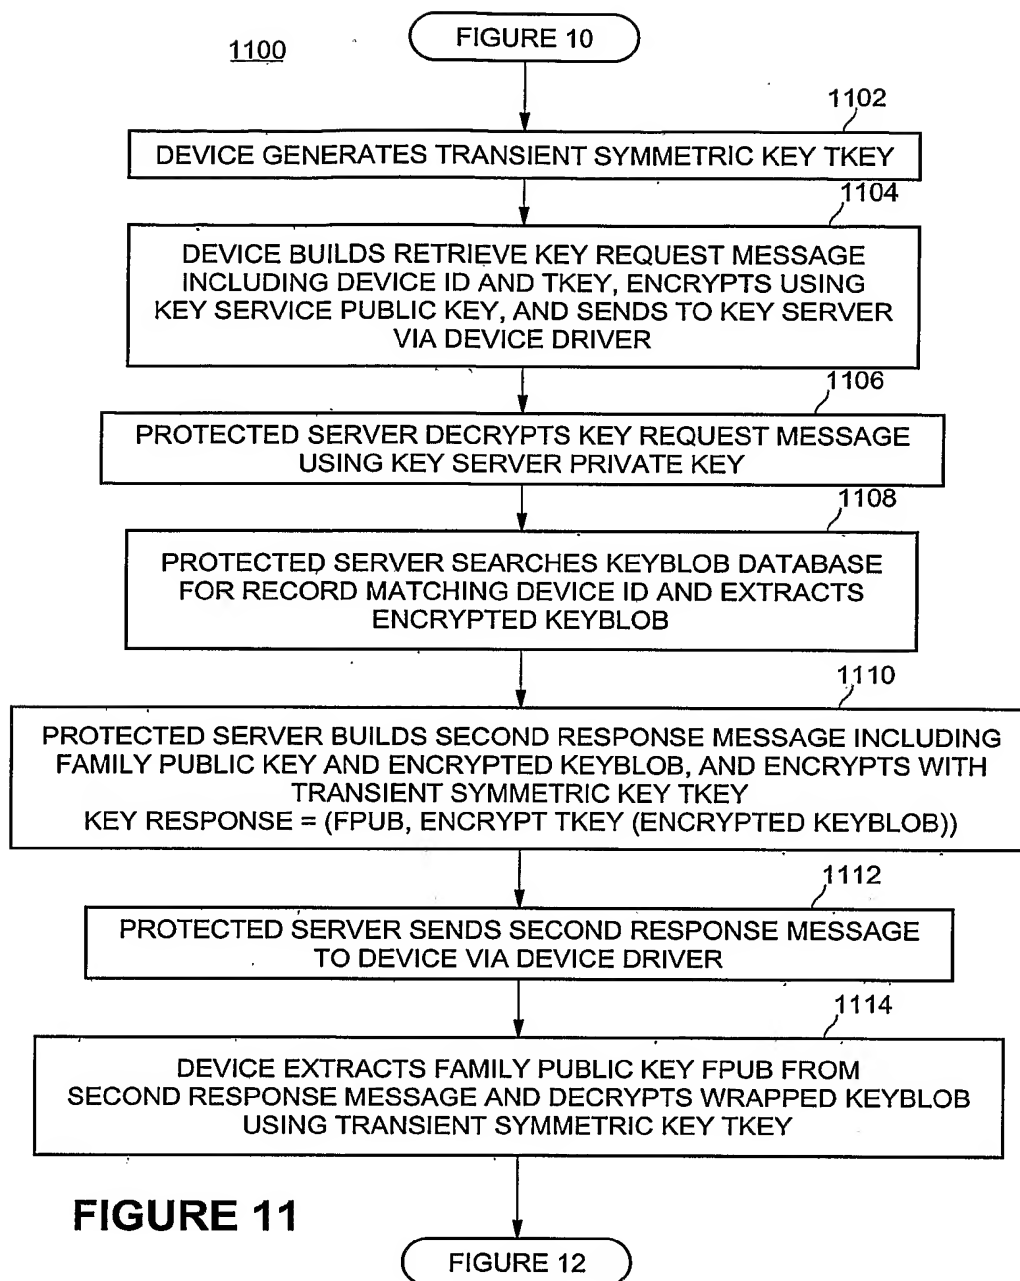 FIGURE 10
1100
1102
DEVICE GENERATES TRANSIENT SYMMETRIC KEY TKEY
1104
DEVICE BUILDS RETRIEVE KEY REQUEST MESSAGE
INCLUDING DEVICE ID AND TKEY, ENCRYPTS USING
KEY SERVICE PUBLIC KEY, AND SENDS TO KEY SERVER
VIA DEVICE DRIVER
1106
PROTECTED SERVER DECRYPTS KEY REQUEST MESSAGE
USING KEY SERVER PRIVATE KEY
1108
PROTECTED SERVER SEARCHES KEYBLOB DATABASE
FOR RECORD MATCHING DEVICE ID AND EXTRACTS
ENCRYPTED KEYBLOB
1110
PROTECTED SERVER BUILDS SECOND RESPONSE MESSAGE INCLUDING
FAMILY PUBLIC KEY AND ENCRYPTED KEYBLOB, AND ENCRYPTS WITH
TRANSIENT SYMMETRIC KEY TKEY
KEY RESPONSE = (FPUB, ENCRYPT TKEY (ENCRYPTED KEYBLOB))
1112
PROTECTED SERVER SENDS SECOND RESPONSE MESSAGE
TO DEVICE VIA DEVICE DRIVER
1114
DEVICE EXTRACTS FAMILY PUBLIC KEY FPUB FROM
SECOND RESPONSE MESSAGE AND DECRYPTS WRAPPED KEYBLOB
USING TRANSIENT SYMMETRIC KEY TKEY
FIGURE 11
FIGURE 12